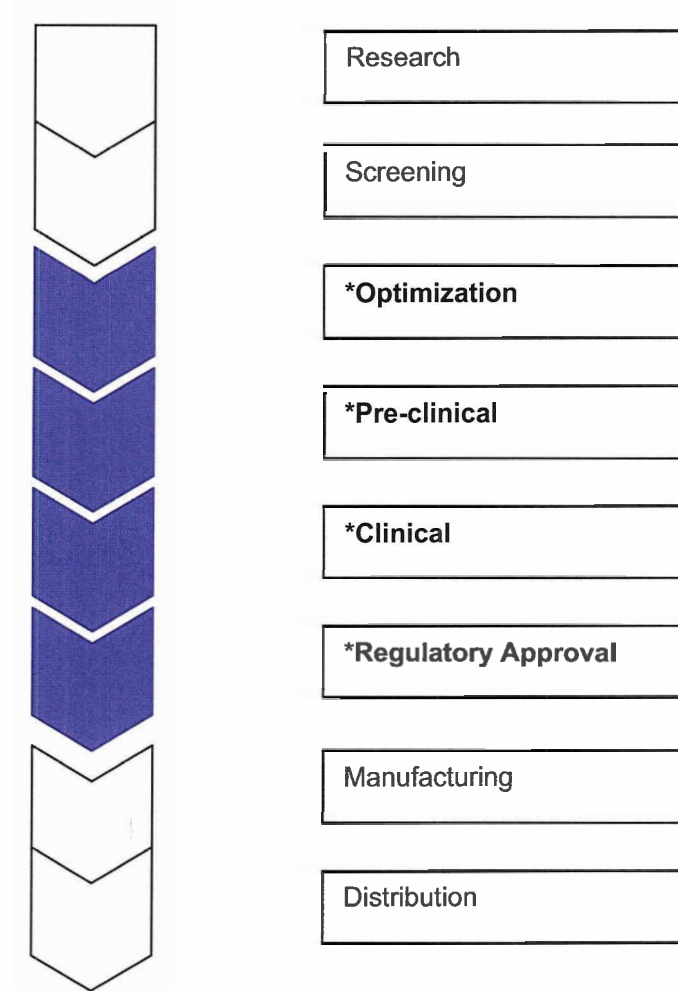 Research
Screening
*Optimization
*Pre-clinical
*Clinical
*Regulatory Approval
Manufacturing
Distribution